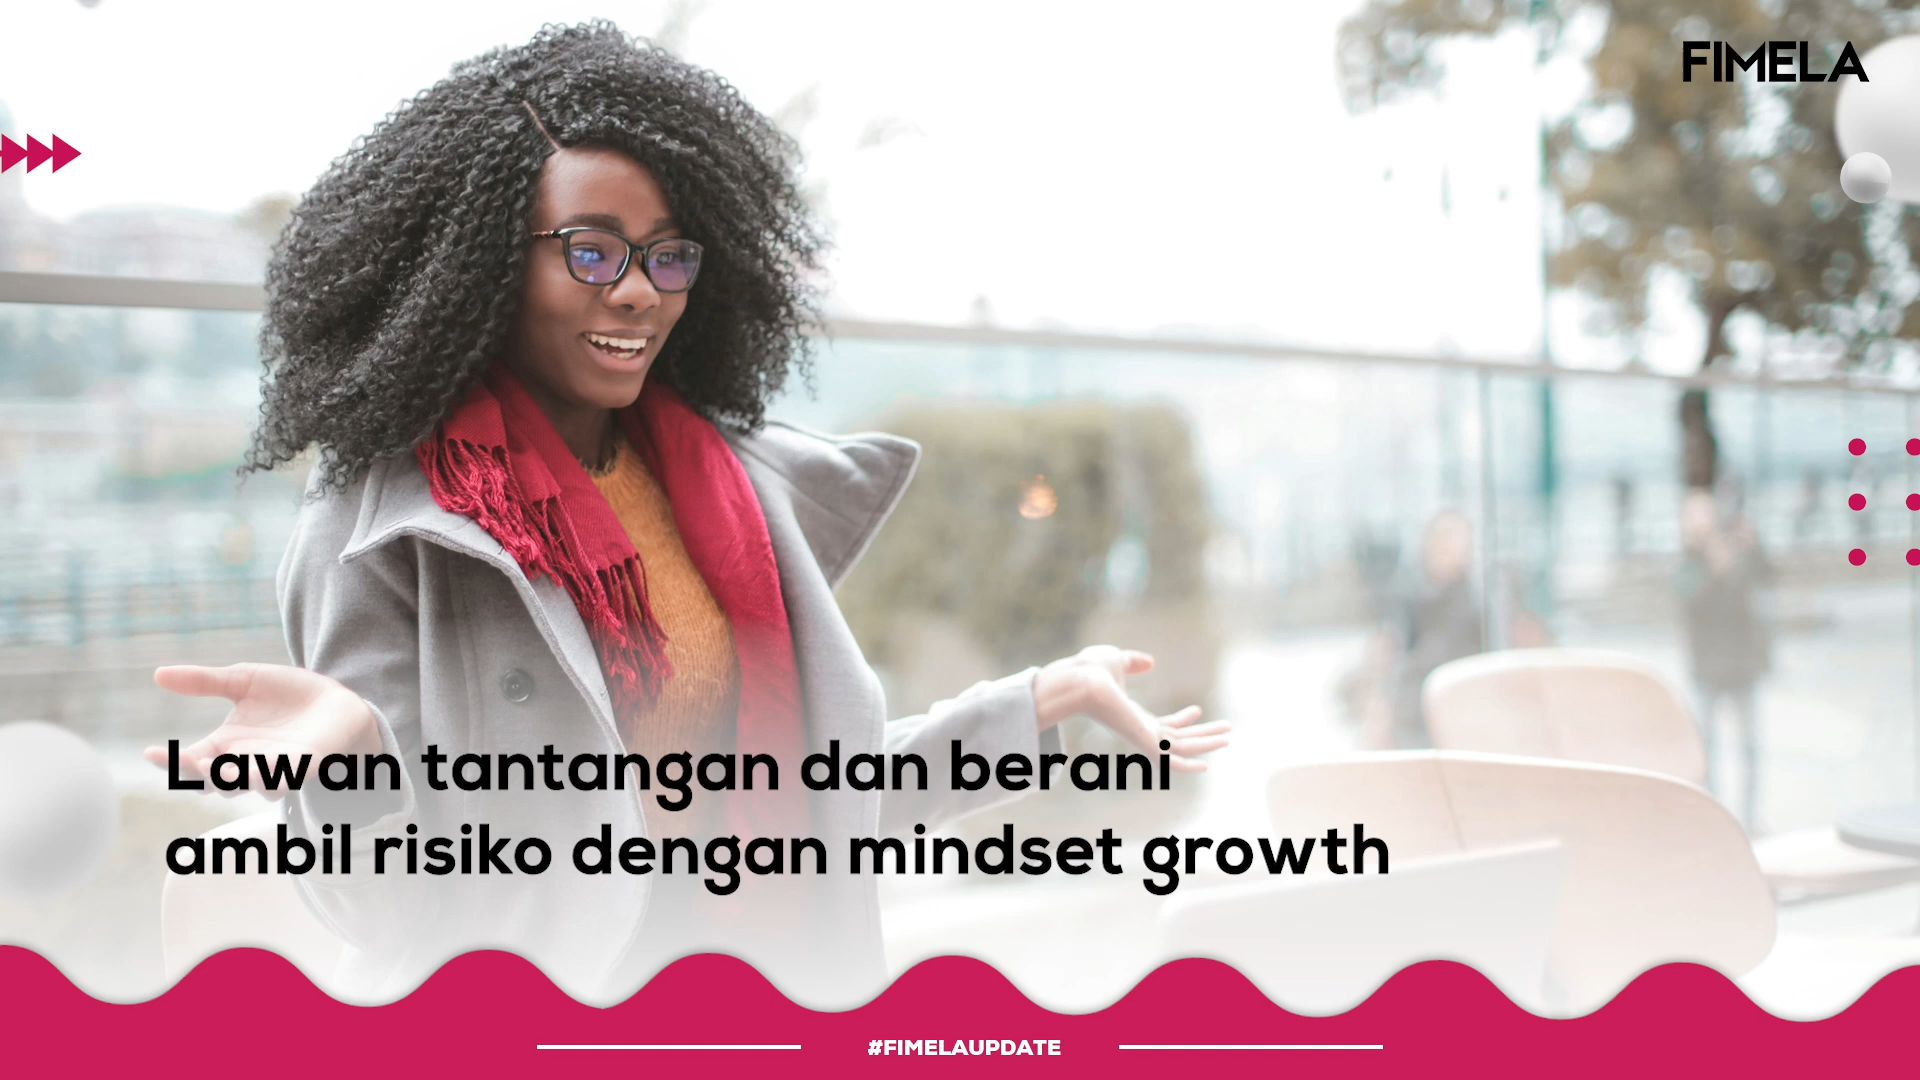 FIMELA
Lawan tantangan dan berani
ambil risiko dengan mindset growth
#FIMELAUPDATE